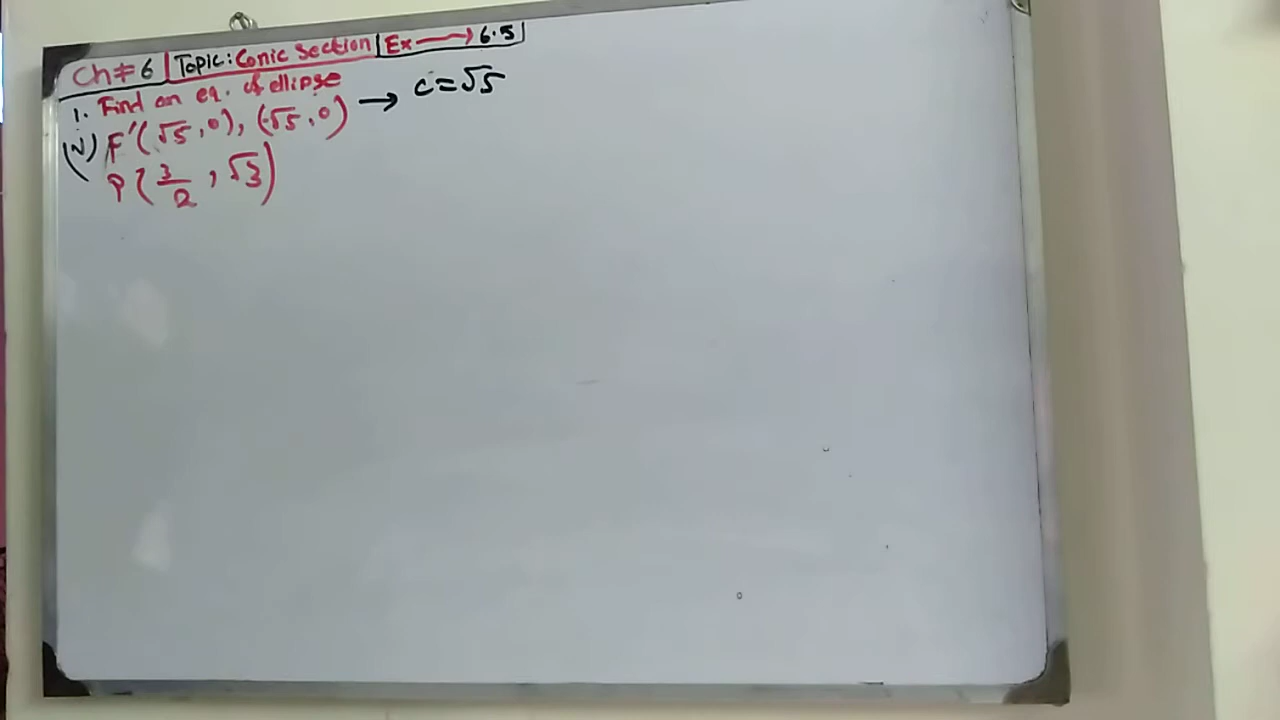 Ch # 6 | Topic: Conic Section | Ex → 6.5
1. Find an eq. of ellipse
F'(√5, 0), (-√5, 0) → c = √5
P(3/2, √3)